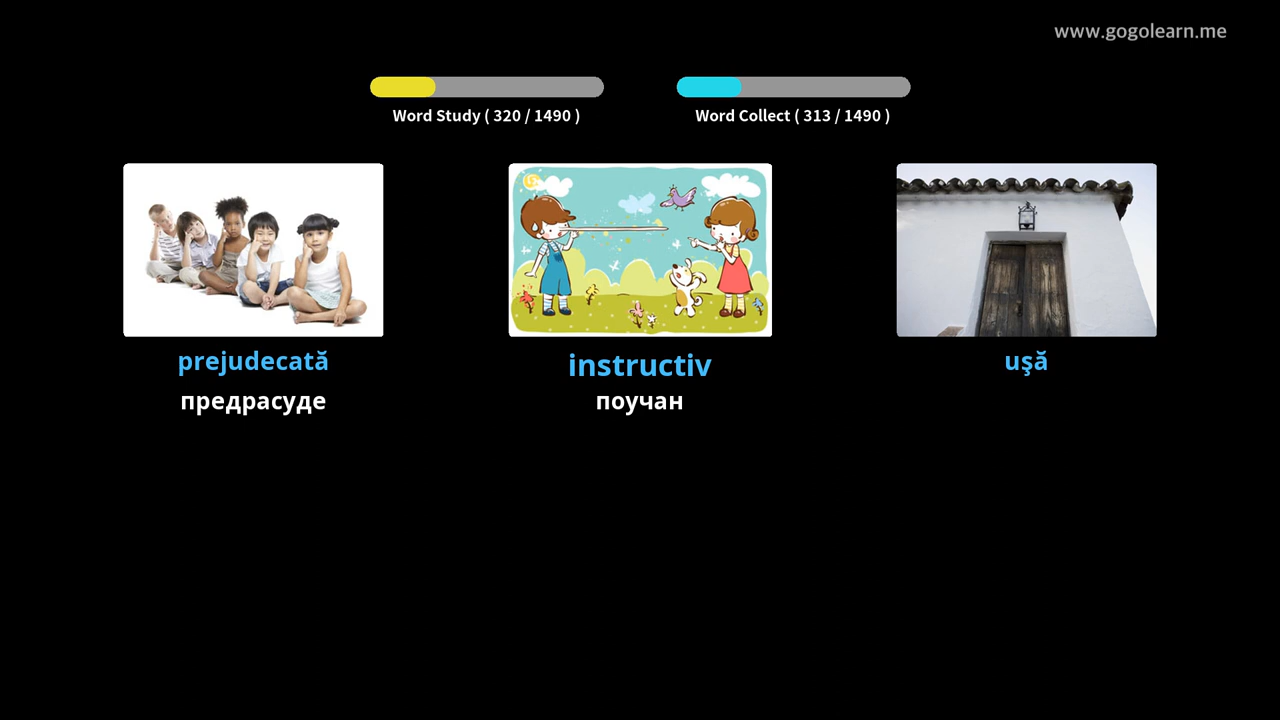 www.gogolearn.me
Word Study ( 320 / 1490 )
Word Collect ( 313 / 1490 )
prejudecată
предрасуде
instructiv
поучан
uşă